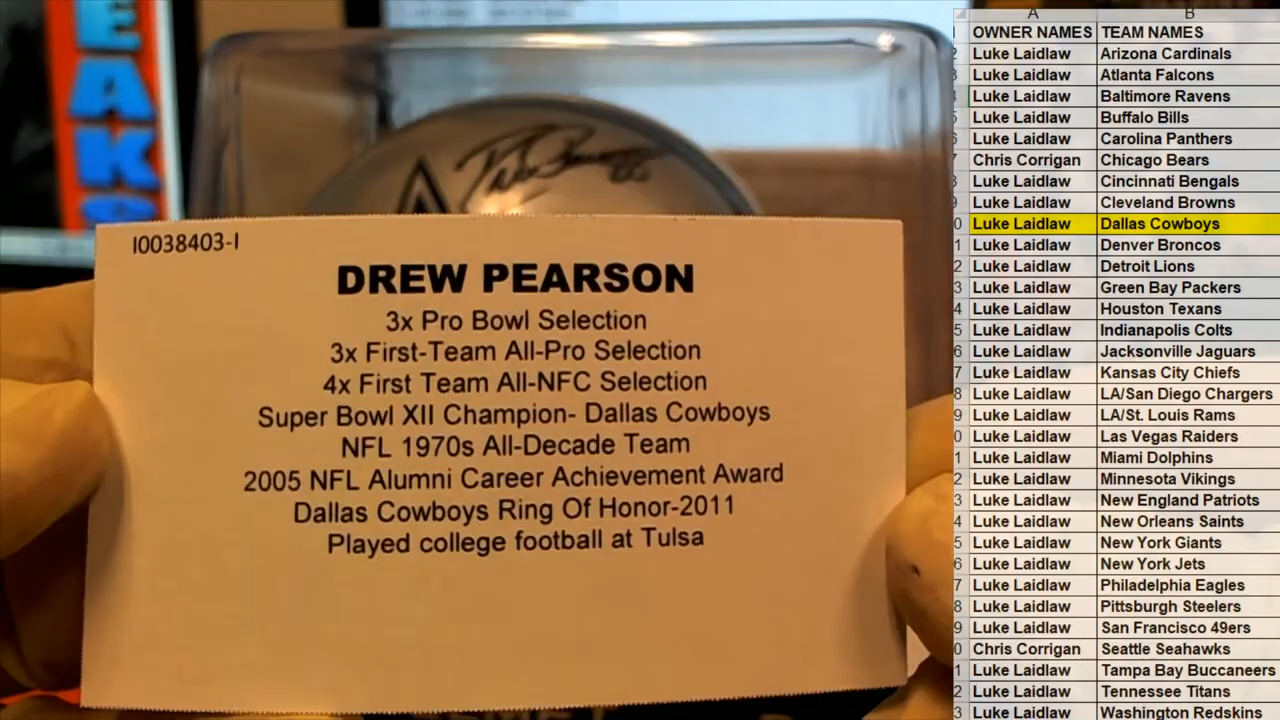 EAKS
I0038403-I
DREW PEARSON
3x Pro Bowl Selection
3x First-Team All-Pro Selection
4x First Team All-NFC Selection
Super Bowl XII Champion- Dallas Cowboys
NFL 1970s All-Decade Team
2005 NFL Alumni Career Achievement Award
Dallas Cowboys Ring Of Honor-2011
Played college football at Tulsa
A B
OWNER NAMES TEAM NAMES
Luke Laidlaw Arizona Cardinals
Luke Laidlaw Atlanta Falcons
Luke Laidlaw Baltimore Ravens
Luke Laidlaw Buffalo Bills
Luke Laidlaw Carolina Panthers
Chris Corrigan Chicago Bears
Luke Laidlaw Cincinnati Bengals
Luke Laidlaw Cleveland Browns
Luke Laidlaw Dallas Cowboys
Luke Laidlaw Denver Broncos
Luke Laidlaw Detroit Lions
Luke Laidlaw Green Bay Packers
Luke Laidlaw Houston Texans
Luke Laidlaw Indianapolis Colts
Luke Laidlaw Jacksonville Jaguars
Luke Laidlaw Kansas City Chiefs
Luke Laidlaw LA/San Diego Chargers
Luke Laidlaw LA/St. Louis Rams
Luke Laidlaw Las Vegas Raiders
Luke Laidlaw Miami Dolphins
Luke Laidlaw Minnesota Vikings
Luke Laidlaw New England Patriots
Luke Laidlaw New Orleans Saints
Luke Laidlaw New York Giants
Luke Laidlaw New York Jets
Luke Laidlaw Philadelphia Eagles
Luke Laidlaw Pittsburgh Steelers
Luke Laidlaw San Francisco 49ers
Chris Corrigan Seattle Seahawks
Luke Laidlaw Tampa Bay Buccaneers
Luke Laidlaw Tennessee Titans
Luke Laidlaw Washington Redskins